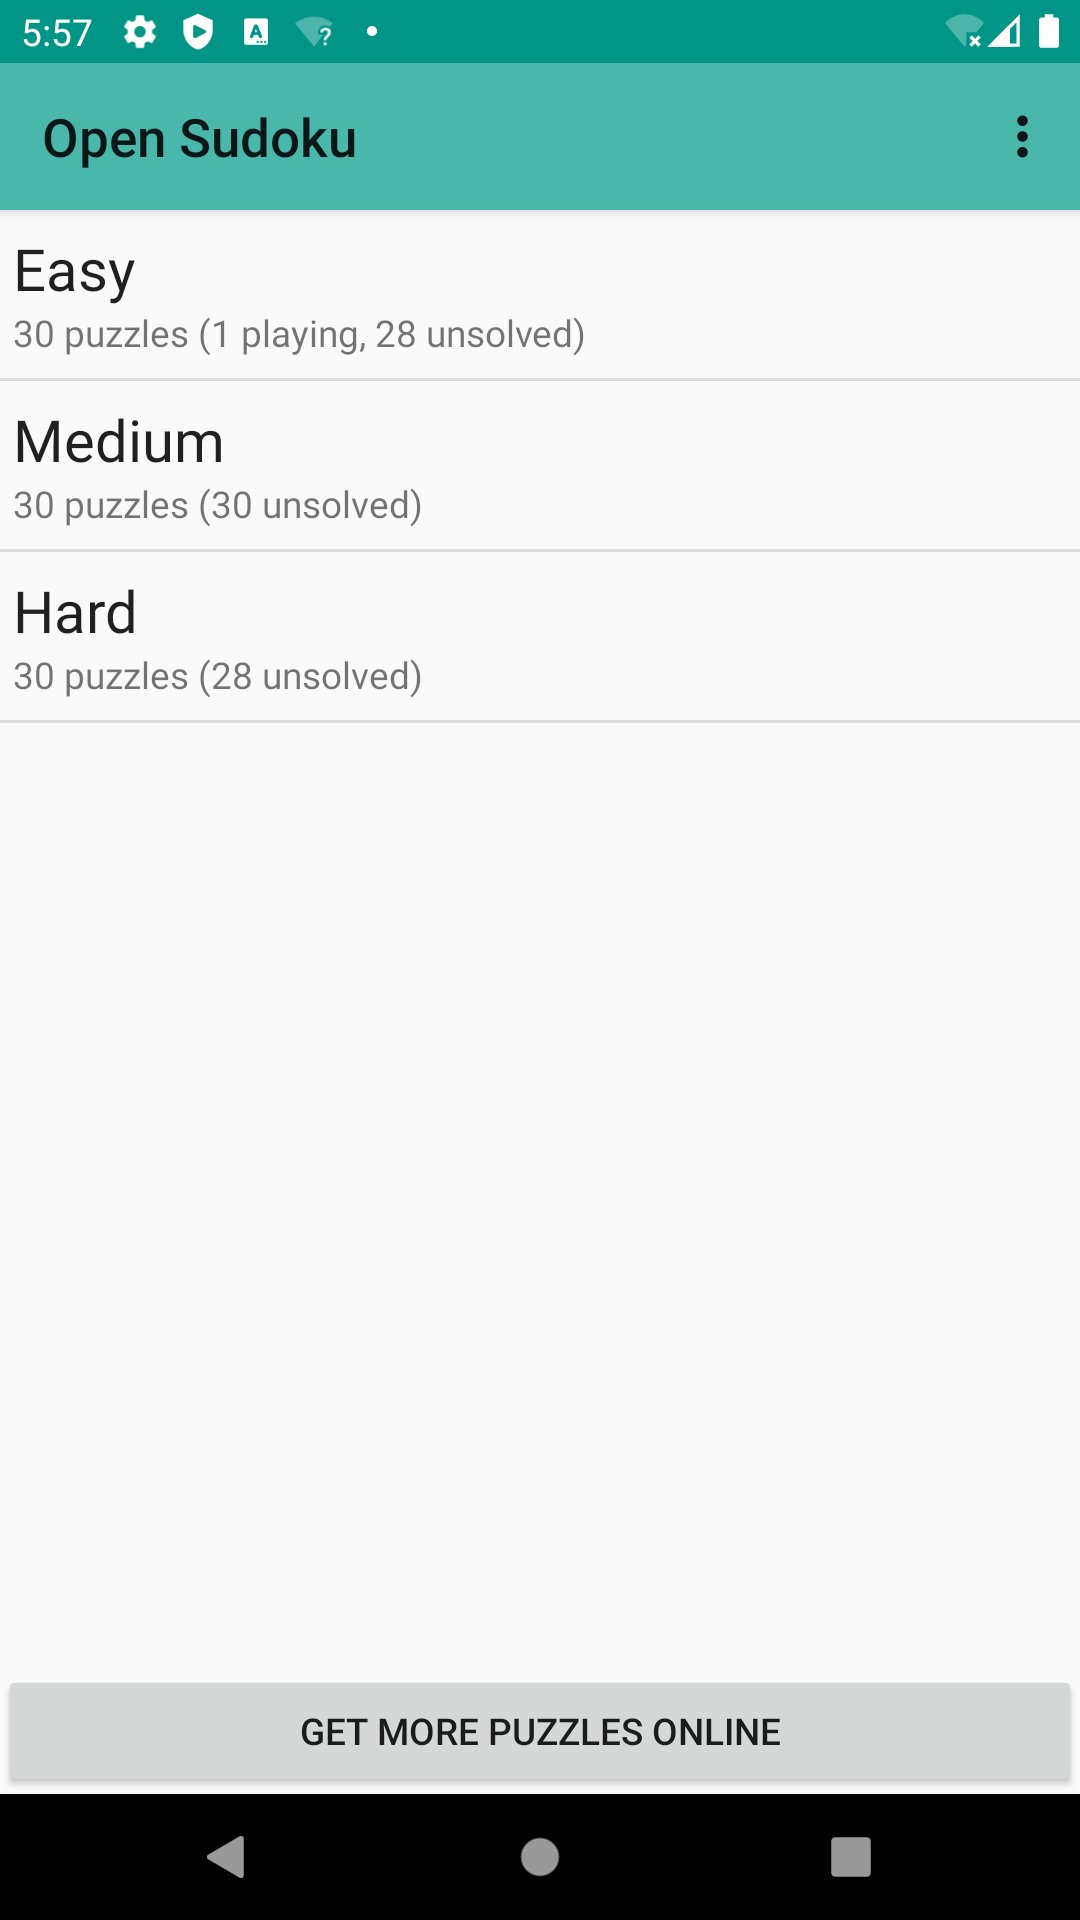 5:57
Open Sudoku
Easy
30 puzzles (1 playing, 28 unsolved)
Medium
30 puzzles (30 unsolved)
Hard
30 puzzles (28 unsolved)
GET MORE PUZZLES ONLINE